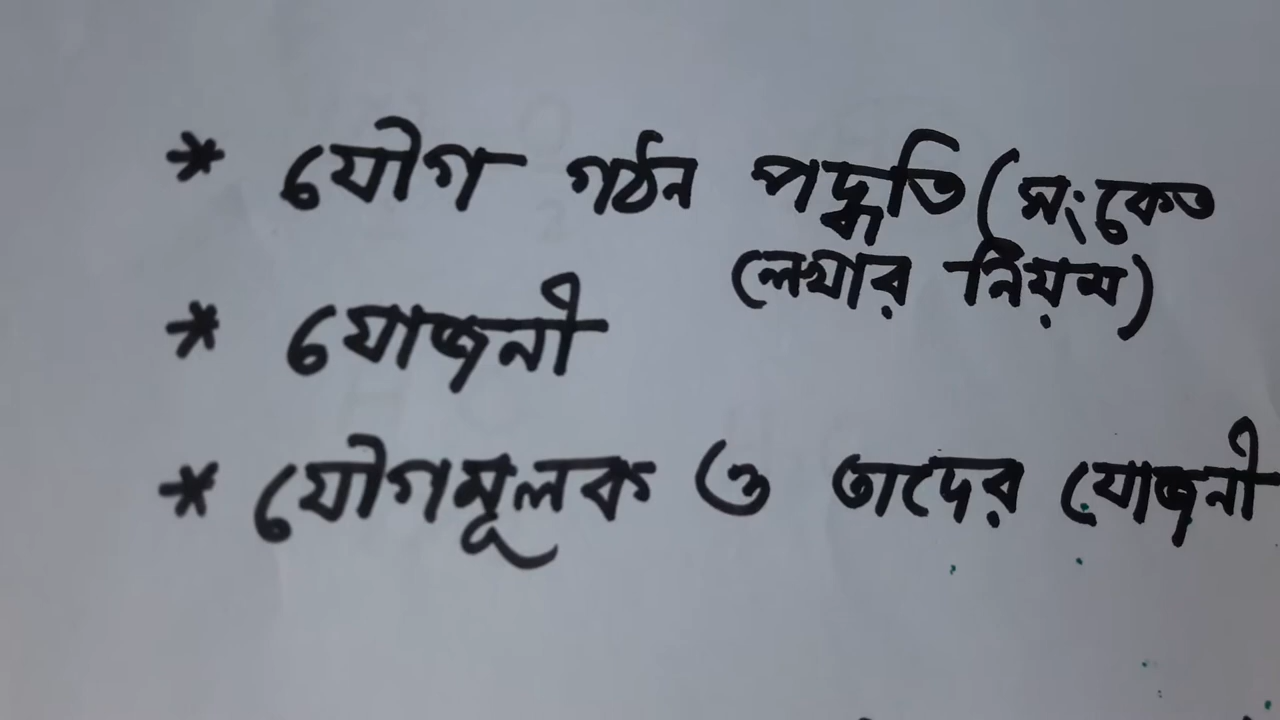 * যৌগ গঠন পদ্ধতি (সংকেত
লেখার নিয়ম)
* যোজনী
* যৌগমূলক ও তাদের যোজনী